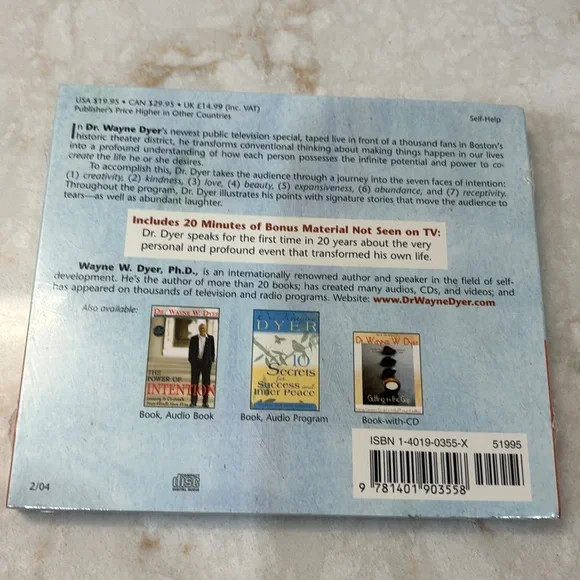 USA $19.95 • CAN $29.95 • UK £14.99 (inc. VAT)
Publisher's Price Higher in Other Countries
Self-Help
In Dr. Wayne Dyer's newest public television special, taped live in front of a thousand fans in Boston's
historic theater district, he transforms conventional thinking about making things happen in our lives
into a profound understanding of how each person possesses the infinite potential and power to co-
create the life he or she desires.
To accomplish this, Dr. Dyer takes the audience through a journey into the seven faces of intention:
(1) creativity, (2) kindness, (3) love, (4) beauty, (5) expansiveness, (6) abundance, and (7) receptivity.
Throughout the program, Dr. Dyer illustrates his points with signature stories that move the audience to
tears—as well as abundant laughter.
Includes 20 Minutes of Bonus Material Not Seen on TV:
Dr. Dyer speaks for the first time in 20 years about the very
personal and profound event that transformed his own life.
Wayne W. Dyer, Ph.D., is an internationally renowned author and speaker in the field of self-
development. He's the author of more than 20 books; has created many audios, CDs, and videos; and
has appeared on thousands of television and radio programs. Website: www.DrWayneDyer.com
Also available:
DR. WAYNE W. DYER
THE
POWER OF
INTENTION
Book, Audio Book
DYER
10
Secrets
for
Success and
Inner Peace
Book, Audio Program
Dr. Wayne W. Dyer
Getting in the Gap
Book-with-CD
ISBN 1-4019-0355-X 51995
9 781401 903558
2/04
COMPACT
disc
DIGITAL AUDIO